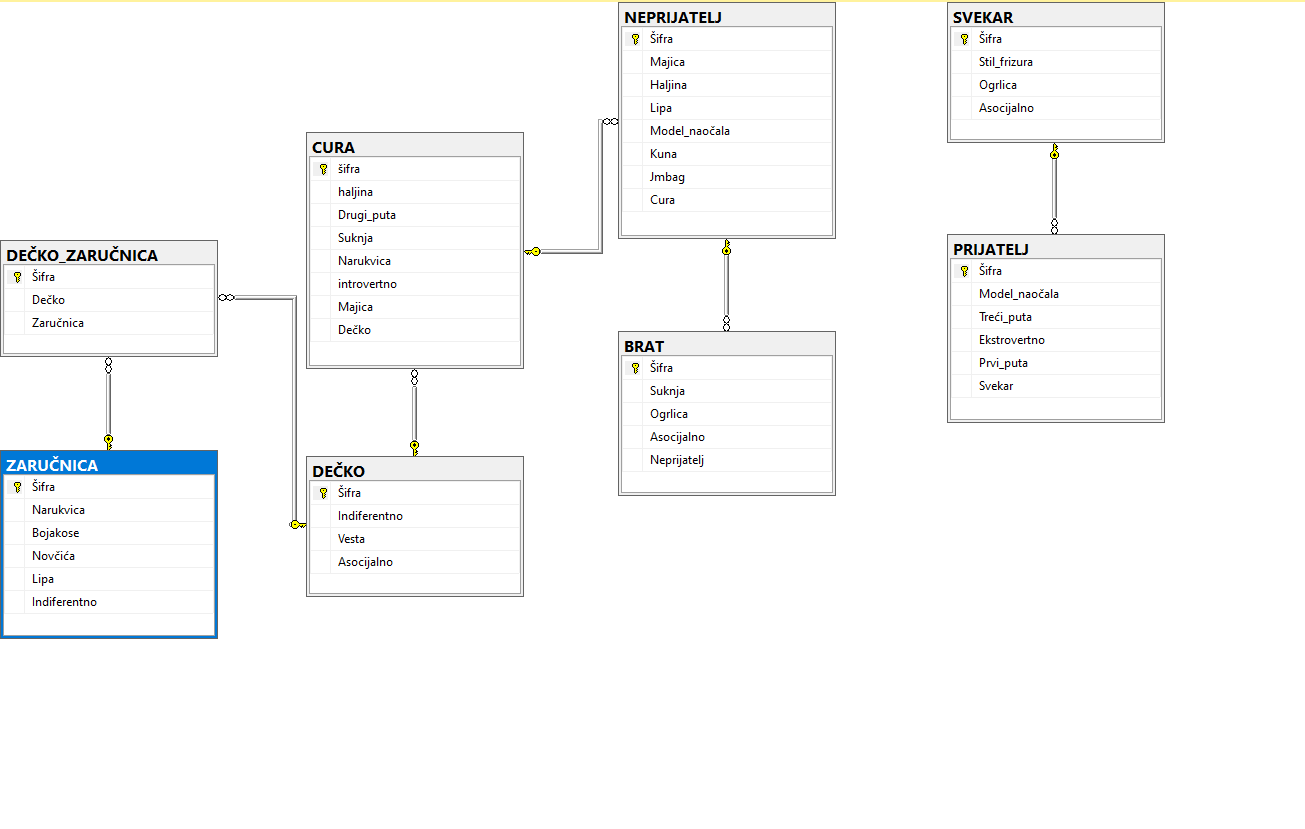 DEČKO_ZARUČNICA
Šifra
Dečko
Zaručnica
ZARUČNICA
Šifra
Narukvica
Bojakose
Novčića
Lipa
Indiferentno
CURA
šifra
haljina
Drugi_puta
Suknja
Narukvica
introvertno
Majica
Dečko
DEČKO
Šifra
Indiferentno
Vesta
Asocijalno
NEPRIJATELJ
Šifra
Majica
Haljina
Lipa
Model_naočala
Kuna
Jmbag
Cura
BRAT
Šifra
Suknja
Ogrlica
Asocijalno
Neprijatelj
SVEKAR
Šifra
Stil_frizura
Ogrlica
Asocijalno
PRIJATELJ
Šifra
Model_naočala
Treći_puta
Ekstrovertno
Prvi_puta
Svekar